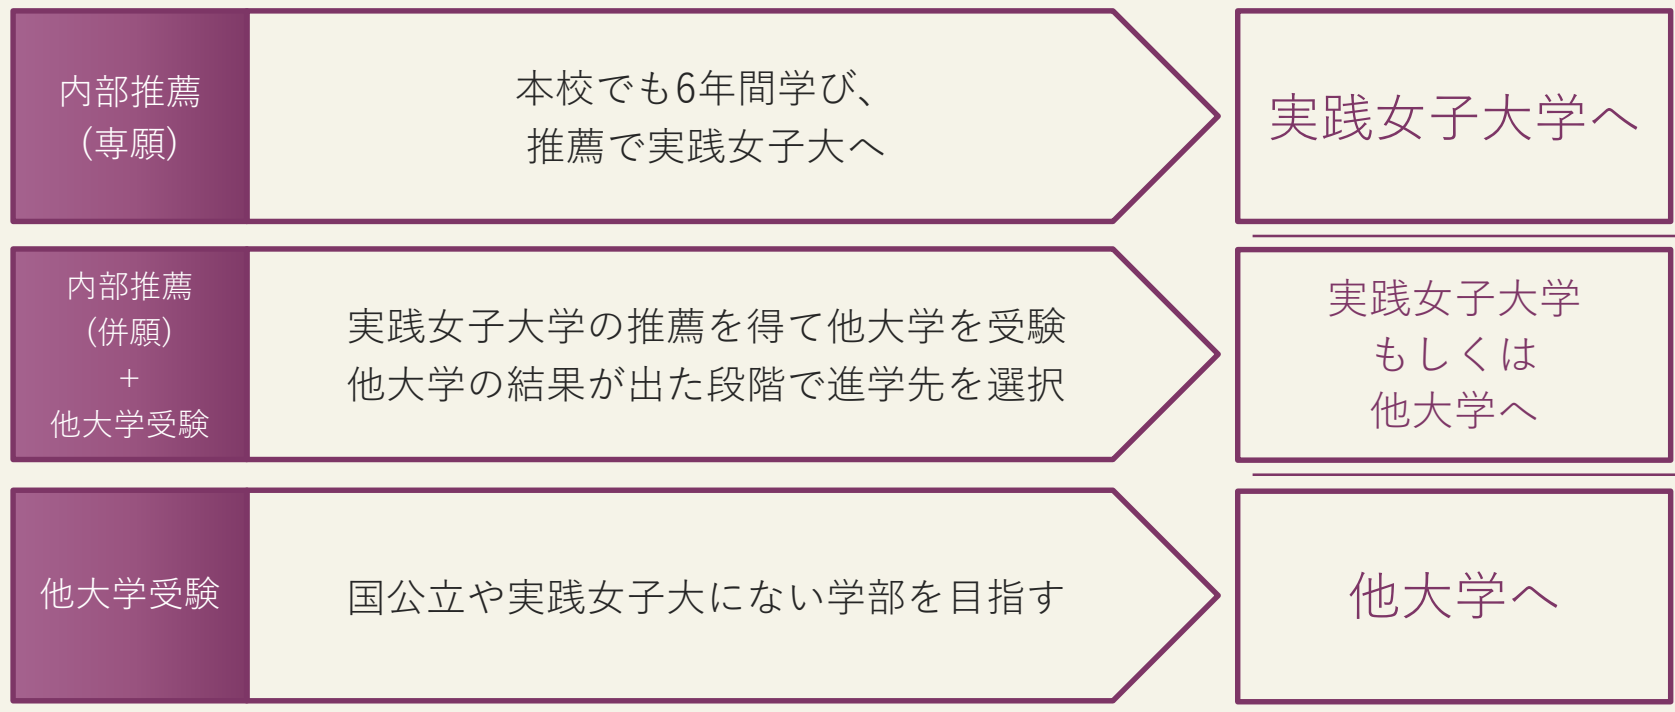 内部推薦
(専願)
本校でも6年間学び、
推薦で実践女子大へ
実践女子大学へ
内部推薦
(併願)
+
他大学受験
実践女子大学の推薦を得て他大学を受験
他大学の結果が出た段階で進学先を選択
実践女子大学
もしくは
他大学へ
他大学受験
国公立や実践女子大にない学部を目指す
他大学へ